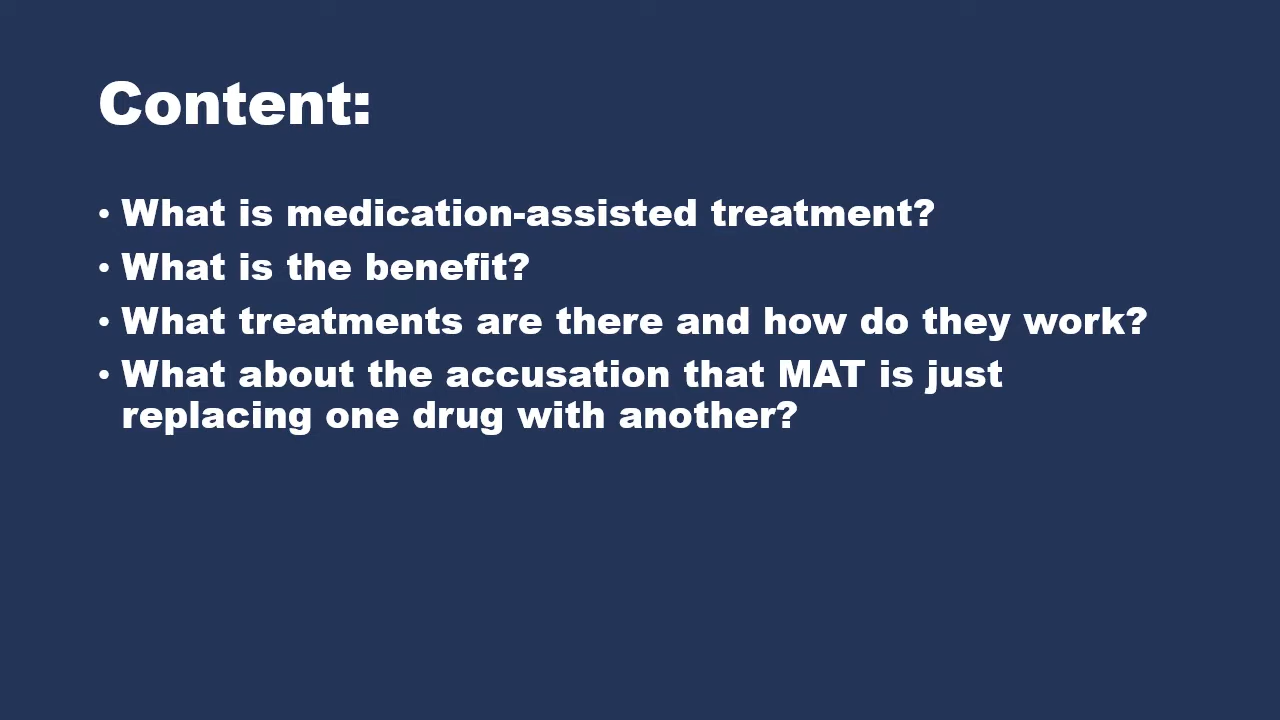 Content:
• What is medication-assisted treatment?
• What is the benefit?
• What treatments are there and how do they work?
• What about the accusation that MAT is just
replacing one drug with another?